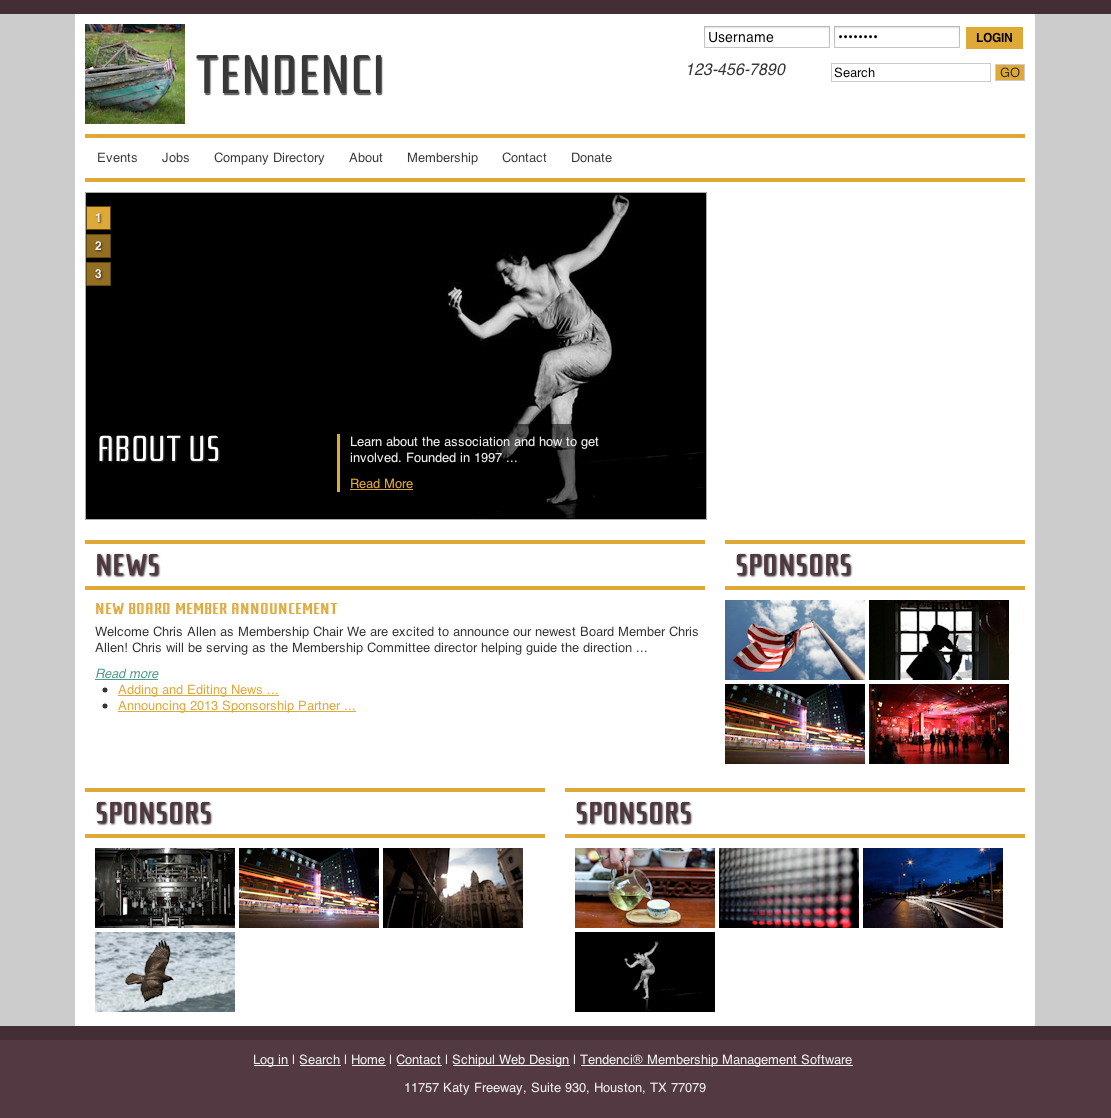 TENDENCI
Username
••••••••
LOGIN
123-456-7890
Search
GO
Events Jobs Company Directory About Membership Contact Donate
1
2
3
ABOUT US
Learn about the association and how to get
involved. Founded in 1997 ...
Read More
NEWS
NEW BOARD MEMBER ANNOUNCEMENT
Welcome Chris Allen as Membership Chair We are excited to announce our newest Board Member Chris
Allen! Chris will be serving as the Membership Committee director helping guide the direction ...
Read more
• Adding and Editing News ...
• Announcing 2013 Sponsorship Partner ...
SPONSORS
SPONSORS
SPONSORS
Log in | Search | Home | Contact | Schipul Web Design | Tendenci® Membership Management Software
11757 Katy Freeway, Suite 930, Houston, TX 77079